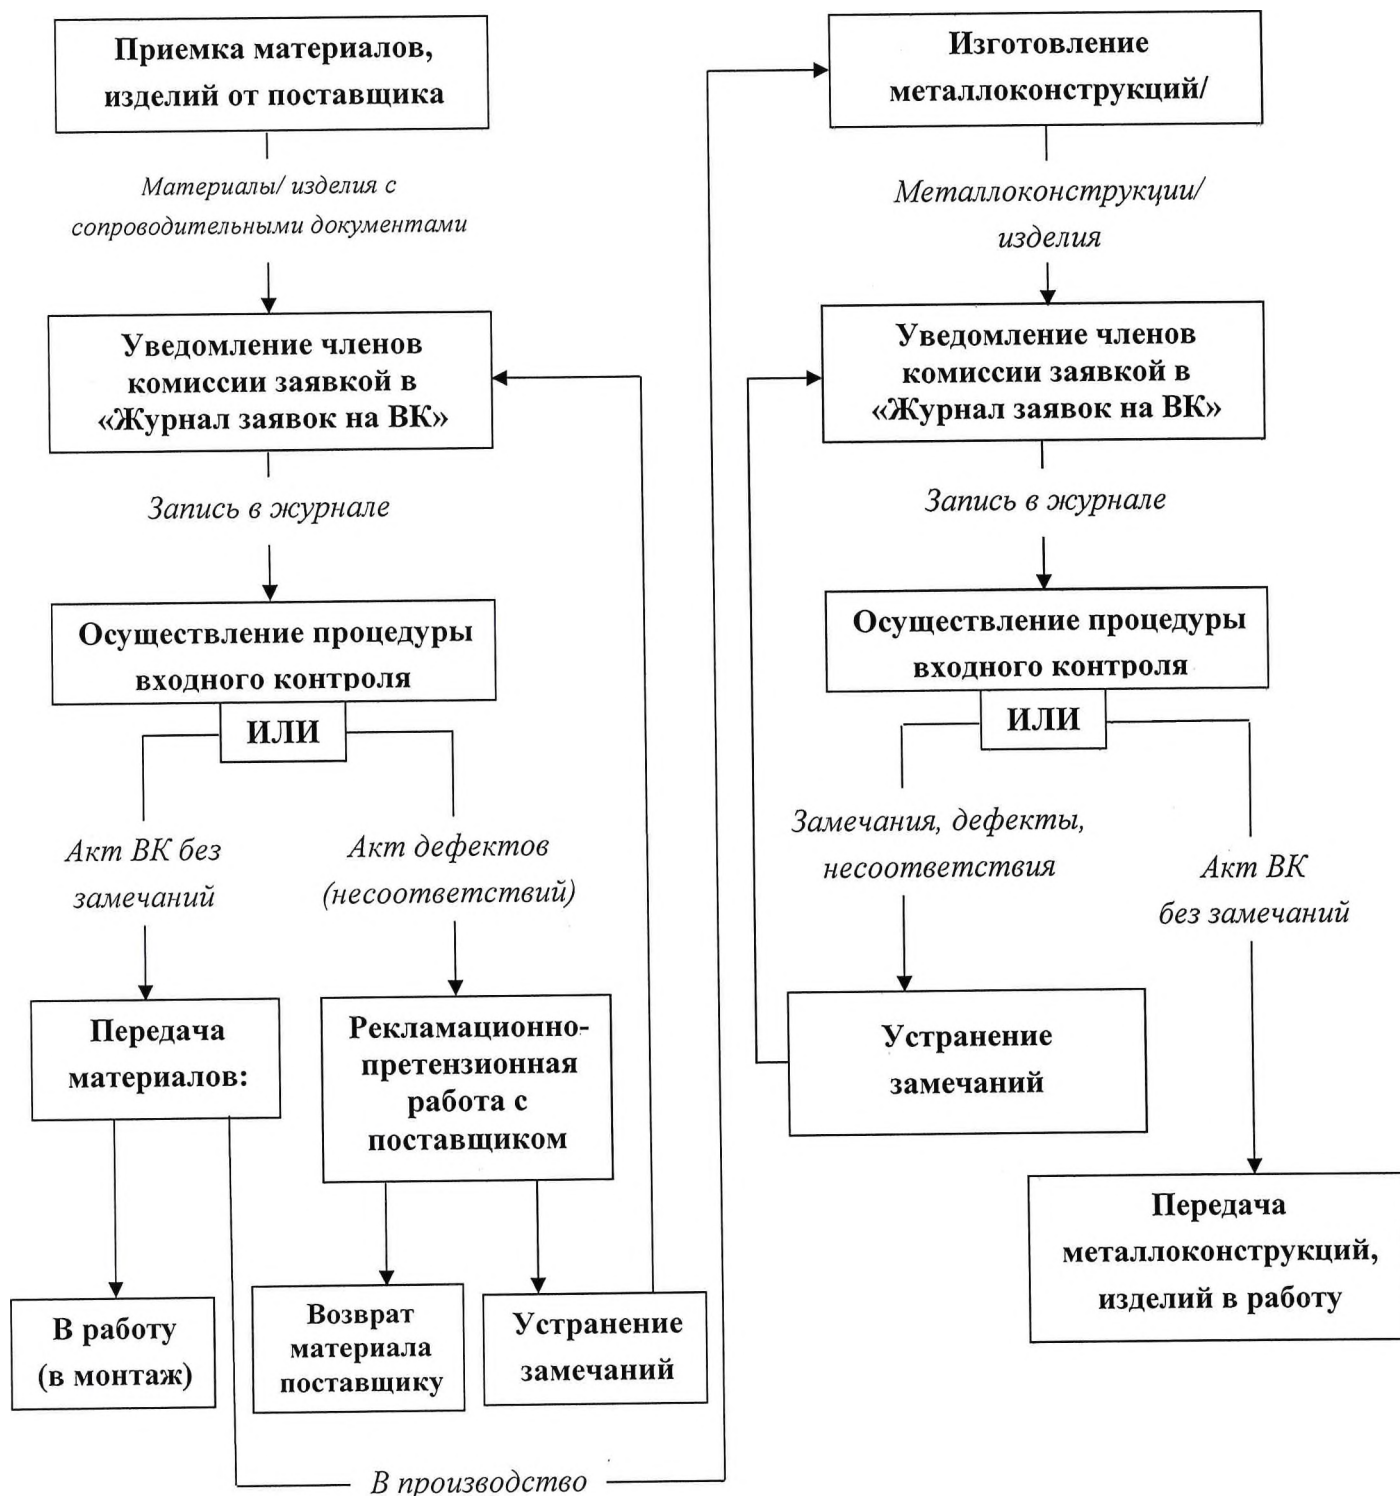 Приемка материалов,
изделий от поставщика
Материалы/ изделия с
сопроводительными документами
Уведомление членов
комиссии заявкой в
«Журнал заявок на ВК»
Запись в журнале
Осуществление процедуры
входного контроля
ИЛИ
Акт ВК без
замечаний
Акт дефектов
(несоответствий)
Передача
материалов:
Рекламационно-
претензионная
работа с
поставщиком
В работу
(в монтаж)
Возврат
материала
поставщику
Устранение
замечаний
В производство
Изготовление
металлоконструкций/
Металлоконструкции/
изделия
Уведомление членов
комиссии заявкой в
«Журнал заявок на ВК»
Запись в журнале
Осуществление процедуры
входного контроля
ИЛИ
Замечания, дефекты,
несоответствия
Акт ВК
без замечаний
Устранение
замечаний
Передача
металлоконструкций,
изделий в работу